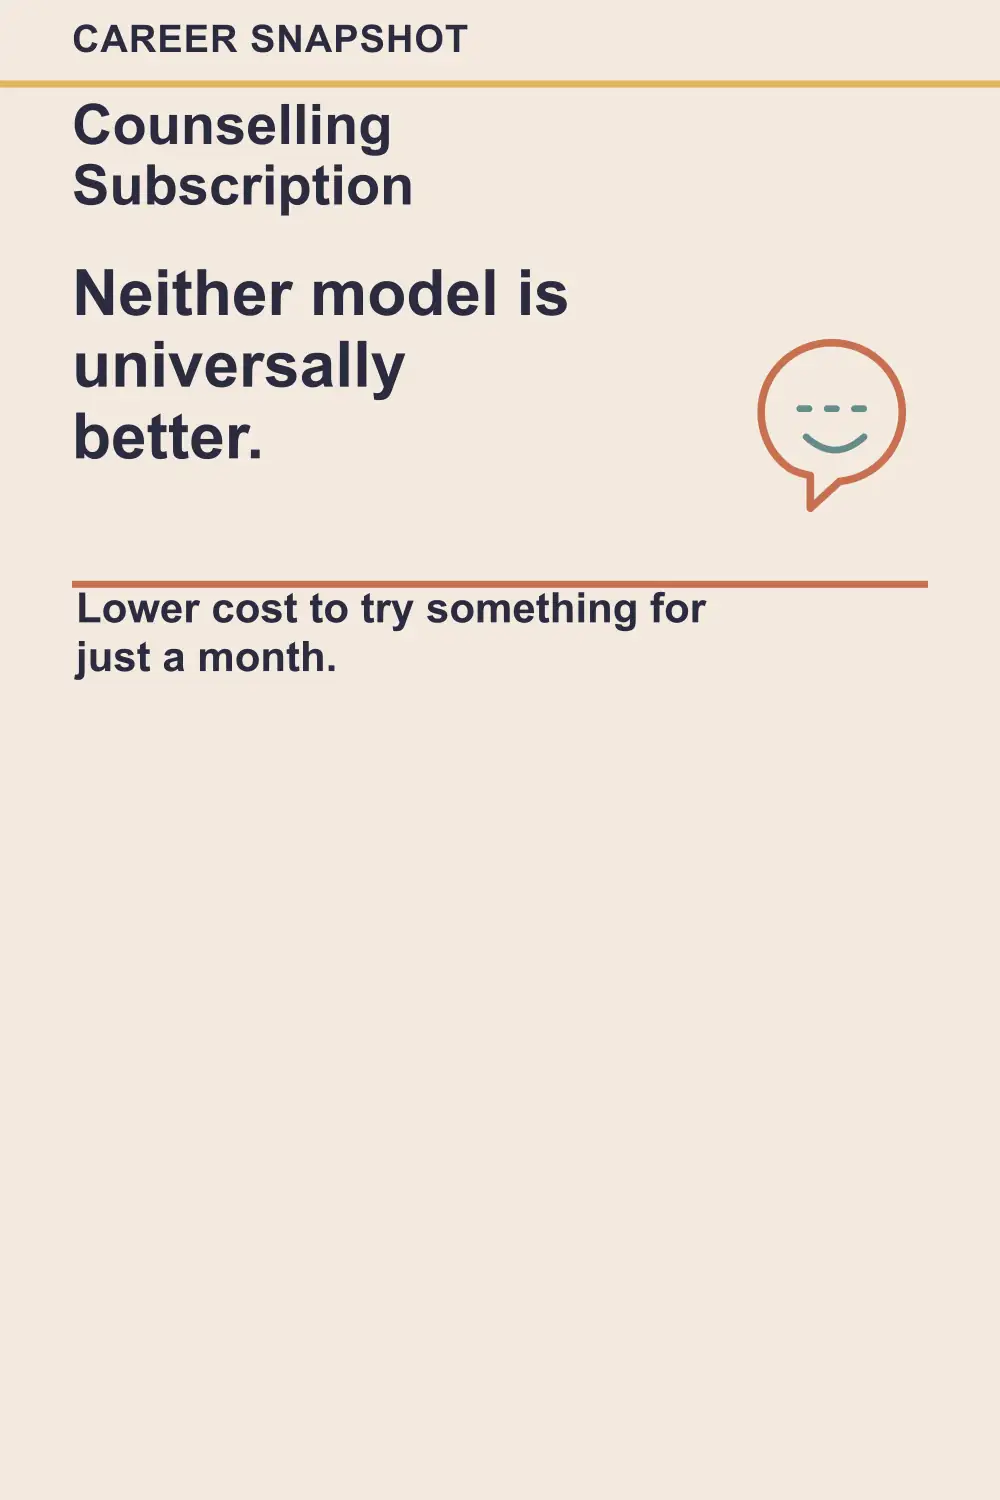 CAREER SNAPSHOT
Counselling
Subscription
Neither model is
universally
better.
Lower cost to try something for
just a month.